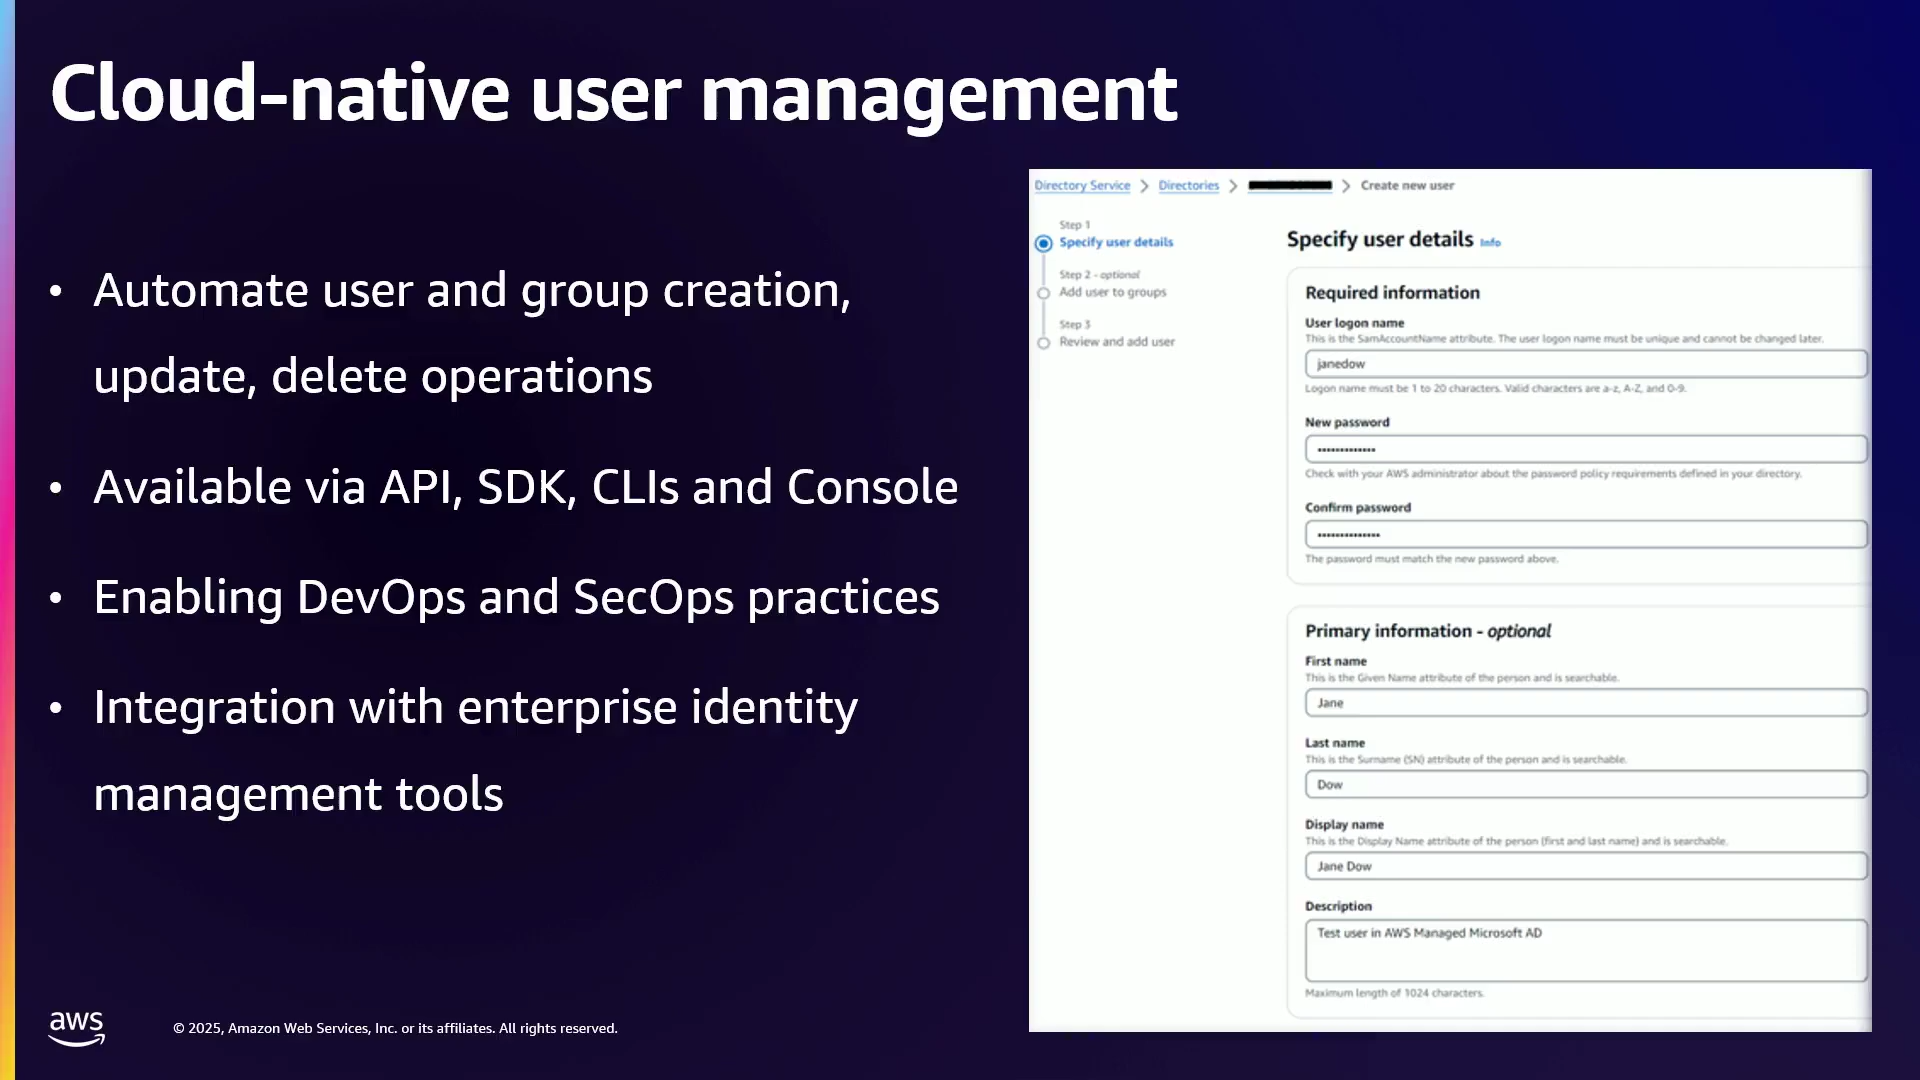 Cloud-native user management
• Automate user and group creation,
update, delete operations
• Available via API, SDK, CLIs and Console
• Enabling DevOps and SecOps practices
• Integration with enterprise identity
management tools
Directory Service > Directories > > Create new user
Step 1
Specify user details
Step 2 - optional
Add user to groups
Step 3
Review and add user
Specify user details Info
Required information
User logon name
This is the SamAccountName attribute. The user logon name must be unique and cannot be changed later.
janedow
Logon name must be 1 to 20 characters. Valid characters are a-z, A-Z, and 0-9.
New password
Check with your AWS administrator about the password policy requirements defined in your directory.
Confirm password
The password must match the new password above.
Primary information - optional
First name
This is the Given Name attribute of the person and is searchable.
Jane
Last name
This is the Surname (SN) attribute of the person and is searchable.
Dow
Display name
This is the Display Name attribute of the person (first and last name) and is searchable.
Jane Dow
Description
Test user in AWS Managed Microsoft AD
Maximum length of 1024 characters.
aws
© 2025, Amazon Web Services, Inc. or its affiliates. All rights reserved.